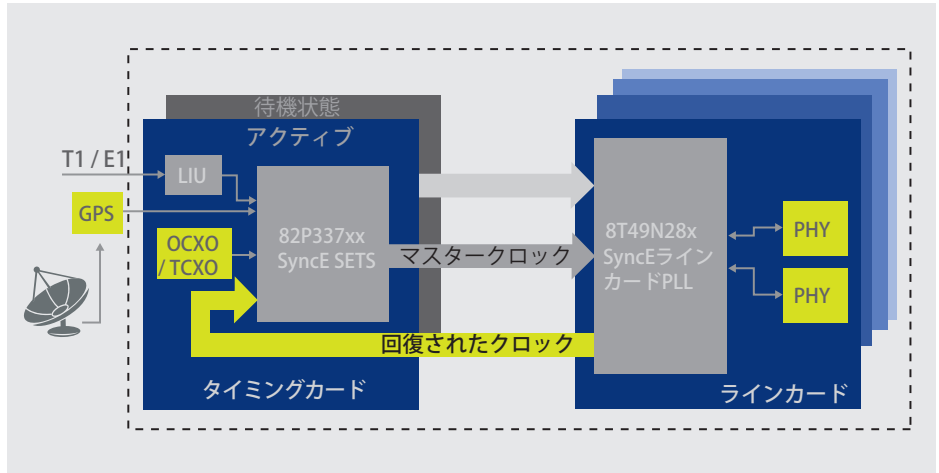 待機状態
アクティブ
T1 / E1
LIU
GPS
OCXO
/ TCXO
82P337xx
SyncE SETS
マスタークロック
回復されたクロック
タイミングカード
8T49N28x
SyncEライン
カードPLL
PHY
PHY
ラインカード